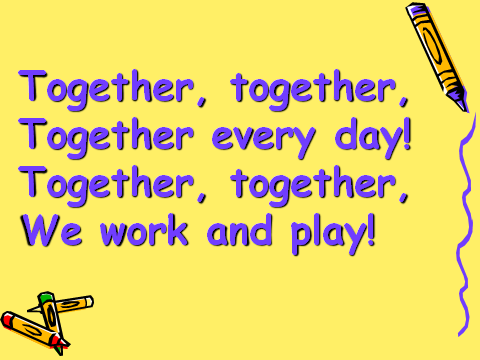 Together, together,
Together every day!
Together, together,
We work and play!